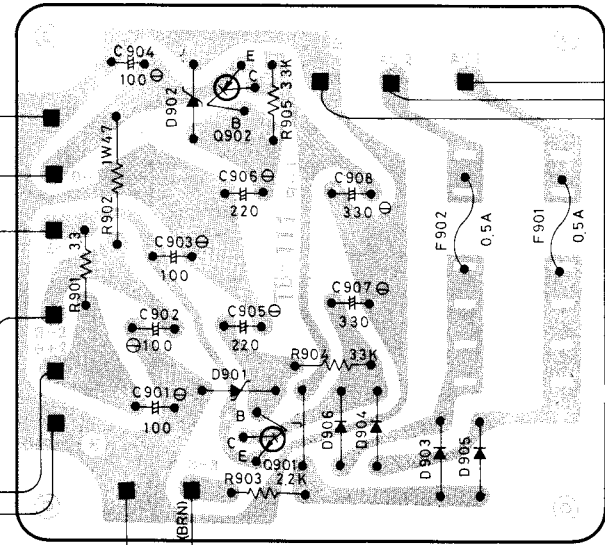 C904
100 ⊖
D902
E
C
B
Q902
R905 3.3K
R902 1W47
C906 ⊖
220
C908
330 ⊖
F902
0.5A
F901
0.5A
R901 33
C903 ⊖
100
C902
⊖ 100
C905 ⊖
220
C907 ⊖
330
R904 33K
D901
C901 ⊖
100
B
C
E
Q901
J
D906
D904
D903
D905
R903 2.2K
(BRN)